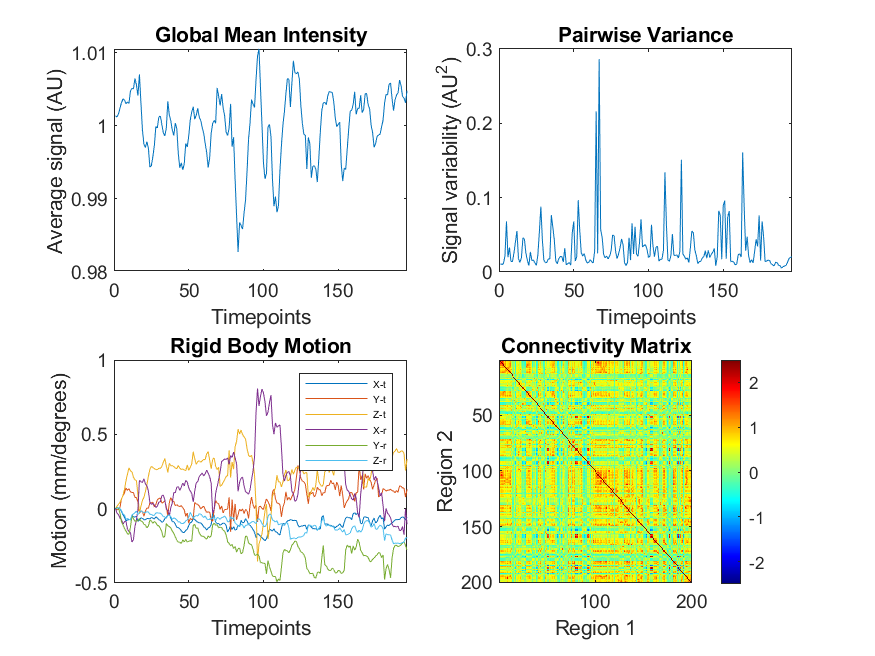 Global Mean Intensity
Average signal (AU)
1.01
1
0.99
0.98
0
50
100
150
Timepoints
Pairwise Variance
Signal variability (AU²)
0.3
0.2
0.1
0
0
50
100
150
Timepoints
Rigid Body Motion
Motion (mm/degrees)
1
0.5
0
-0.5
0
50
100
150
Timepoints
X-t
Y-t
Z-t
X-r
Y-r
Z-r
Connectivity Matrix
Region 2
50
100
150
200
100
200
Region 1
2
1
0
-1
-2